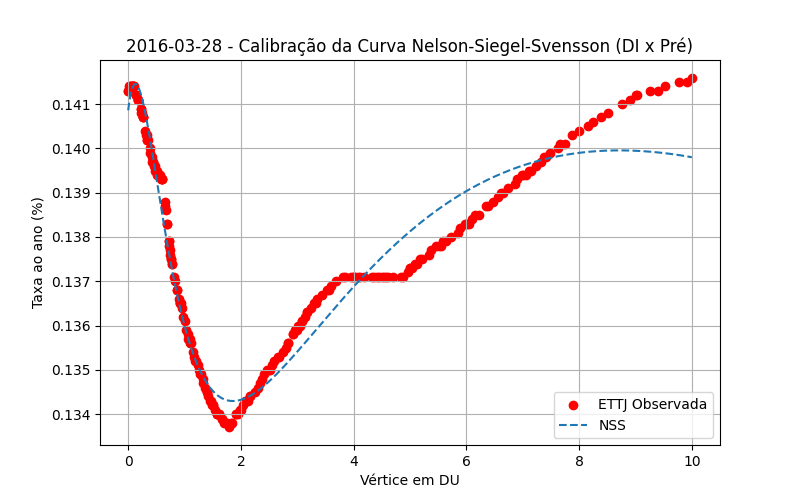 2016-03-28 - Calibração da Curva Nelson-Siegel-Svensson (DI x Pré)
Taxa ao ano (%)
0.141
0.140
0.139
0.138
0.137
0.136
0.135
0.134
0 2 4 6 8 10
Vértice em DU
ETTJ Observada
NSS